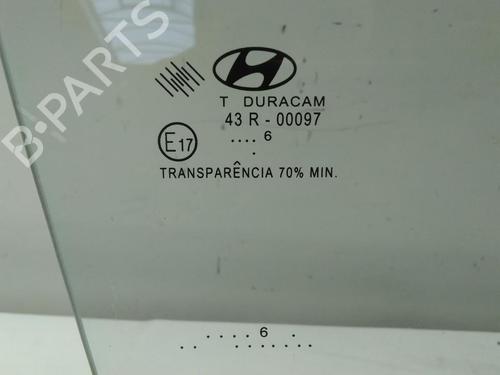 B-PARTS
T DURACAM
43 R - 00097
E17
.... 6
.
TRANSPARÊNCIA 70% MIN.
.... 6 ..
.. ........